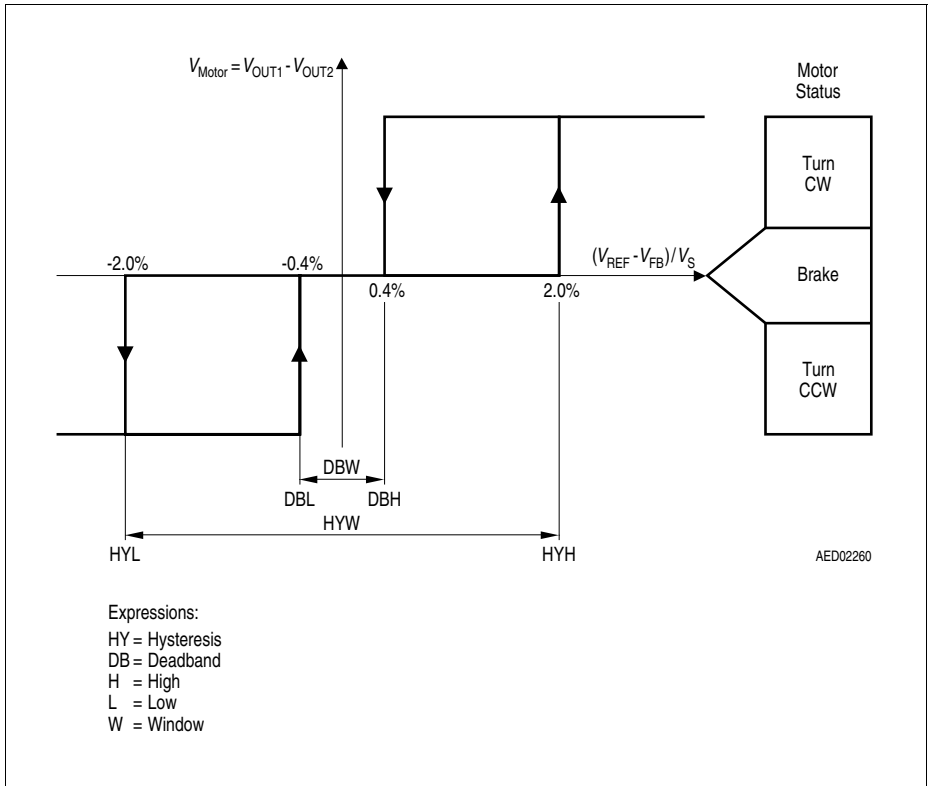 V_Motor = V_OUT1 - V_OUT2
Motor
Status
Turn
CW
-2.0%
-0.4%
(V_REF - V_FB) / V_S
0.4%
2.0%
Brake
Turn
CCW
DBW
DBL
DBH
HYW
HYL
HYH
AED02260
Expressions:
HY = Hysteresis
DB = Deadband
H = High
L = Low
W = Window